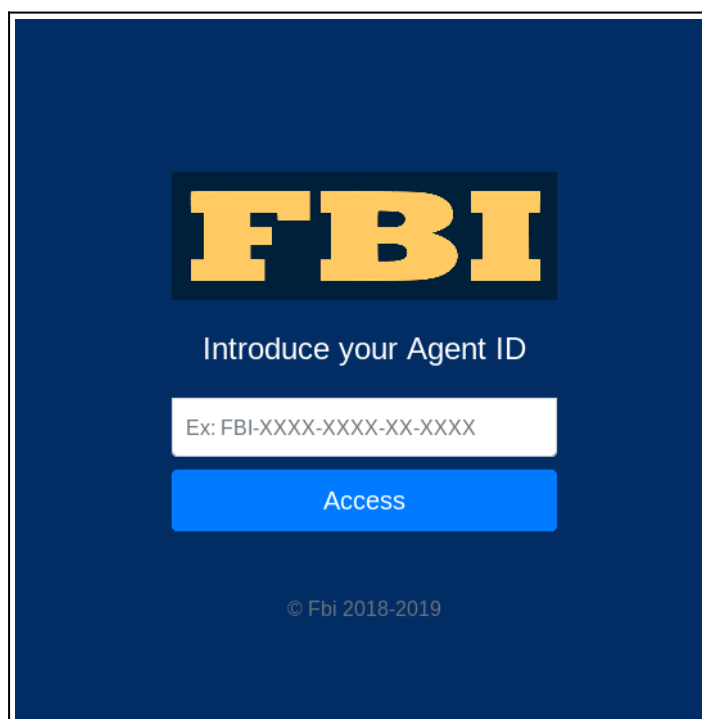 FBI
Introduce your Agent ID
Ex: FBI-XXXX-XXXX-XX-XXXX
Access
© Fbi 2018-2019